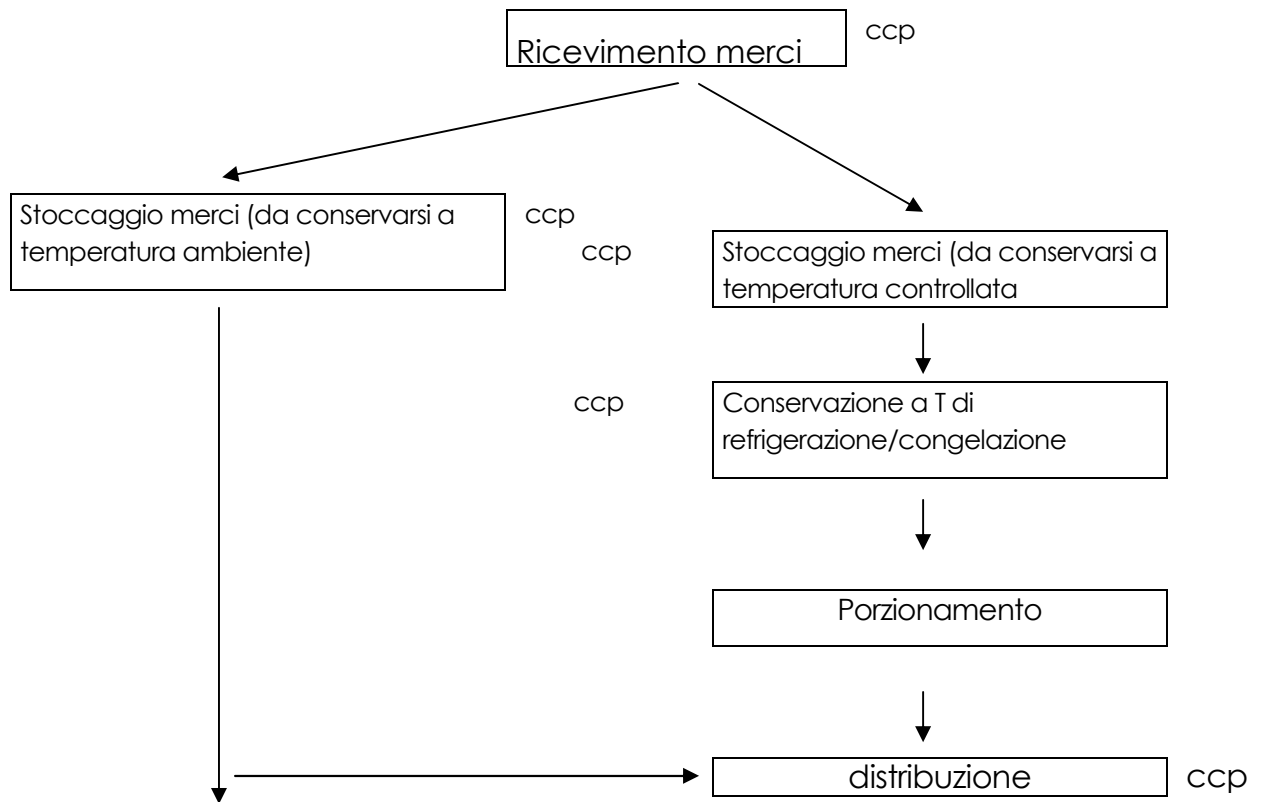 Ricevimento merci
ccp
Stoccaggio merci (da conservarsi a
temperatura ambiente)
ccp
ccp
Stoccaggio merci (da conservarsi a
temperatura controllata
ccp
Conservazione a T di
refrigerazione/congelazione
Porzionamento
distribuzione
ccp